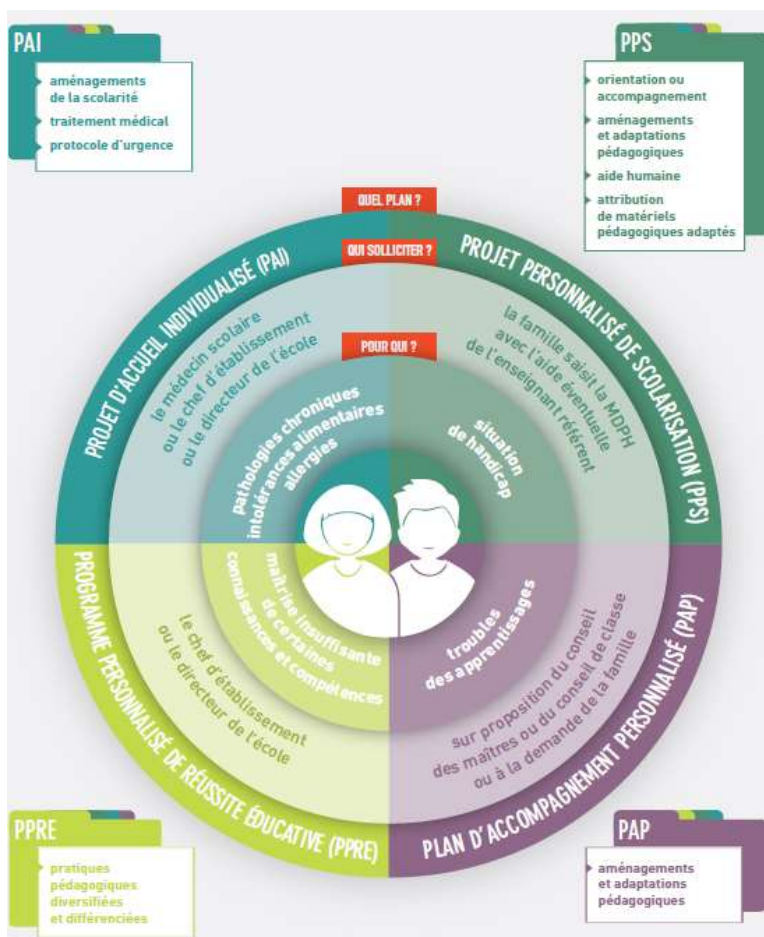 PAI
aménagements
de la scolarité
traitement médical
protocole d'urgence
PPS
orientation ou
accompagnement
aménagements
et adaptations
pédagogiques
aide humaine
attribution
de matériels
pédagogiques adaptés
QUEL PLAN ?
QUI SOLLICITER ?
POUR QUI ?
PROJET D'ACCUEIL INDIVIDUALISÉ (PAI)
le médecin scolaire
ou le chef d'établissement
ou le directeur de l'école
pathologies chroniques
intolérances alimentaires
allergies
PROJET PERSONNALISÉ DE SCOLARISATION (PPS)
la famille saisit la MDPH
avec l'aide éventuelle
de l'enseignant référent
situation
de handicap
PROGRAMME PERSONNALISÉ DE RÉUSSITE ÉDUCATIVE (PPRE)
le chef d'établissement
ou le directeur de l'école
maîtrise insuffisante
de certaines
connaissances et compétences
PLAN D'ACCOMPAGNEMENT PERSONNALISÉ (PAP)
sur proposition du conseil
des maîtres ou du conseil de classe
ou à la demande de la famille
troubles
des apprentissages
PPRE
pratiques
pédagogiques
diversifiées
et différenciées
PAP
aménagements
et adaptations
pédagogiques